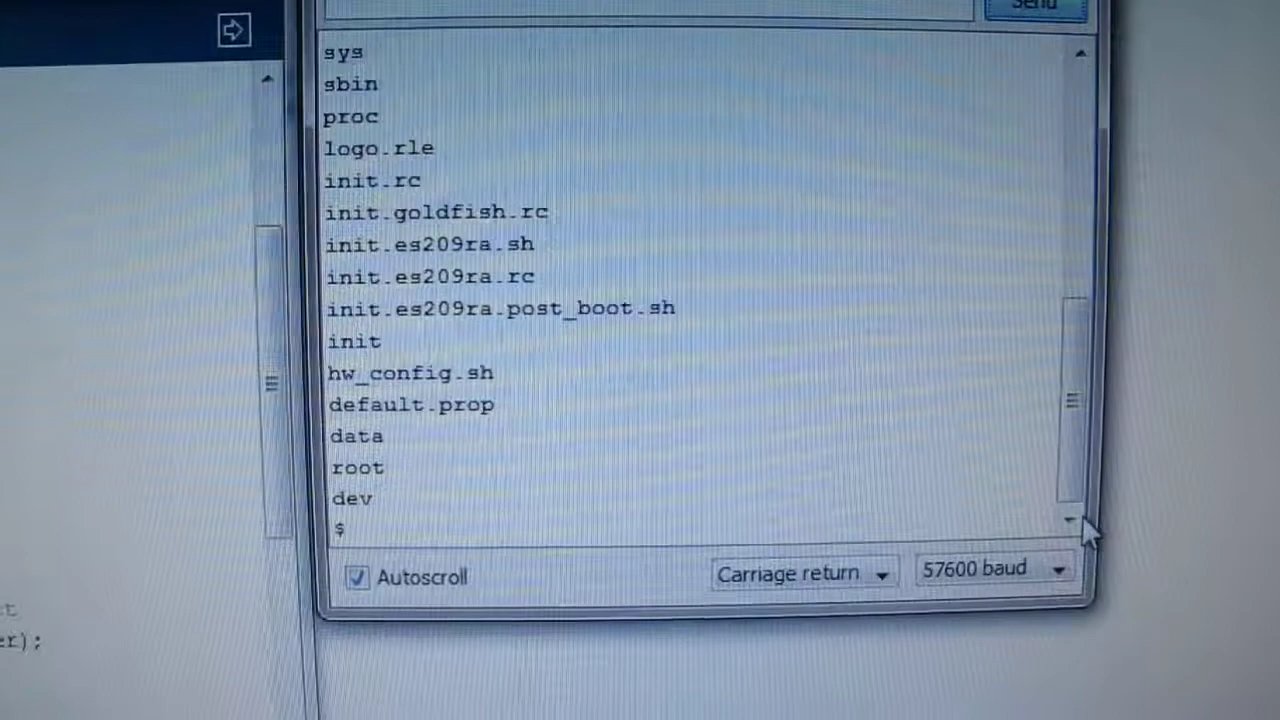 Send
sys
sbin
proc
logo.rle
init.rc
init.goldfish.rc
init.es209ra.sh
init.es209ra.rc
init.es209ra.post_boot.sh
init
hw_config.sh
default.prop
data
root
dev
$
Autoscroll
Carriage return
57600 baud
er);